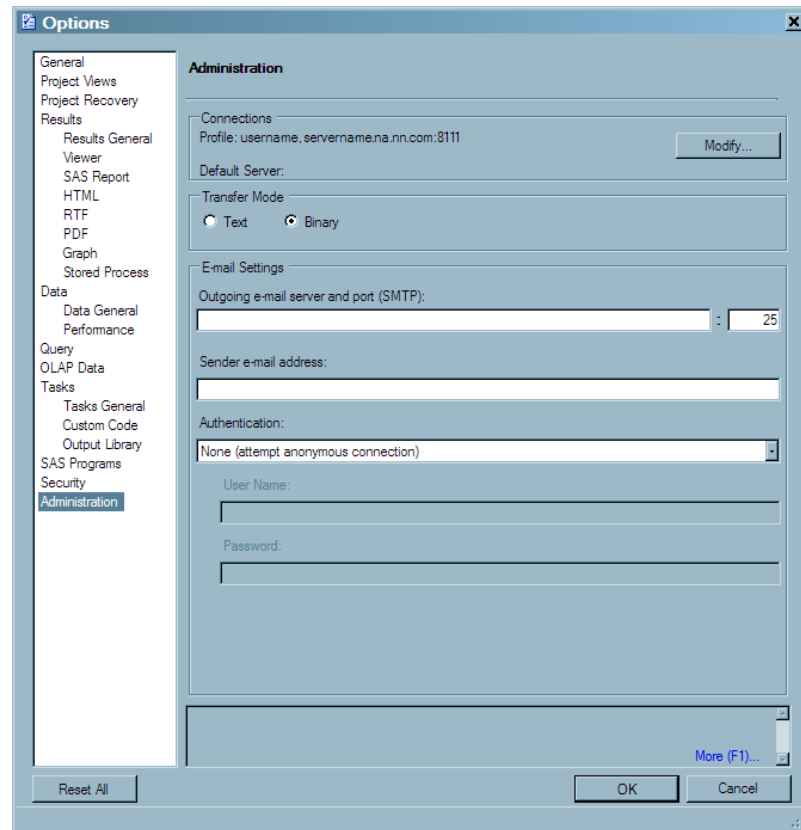 Options
General
Project Views
Project Recovery
Results
Results General
Viewer
SAS Report
HTML
RTF
PDF
Graph
Stored Process
Data
Data General
Performance
Query
OLAP Data
Tasks
Tasks General
Custom Code
Output Library
SAS Programs
Security
Administration
Administration
Connections
Profile: username, servername.na.nn.com:8111
Modify...
Default Server:
Transfer Mode
Text Binary
E-mail Settings
Outgoing e-mail server and port (SMTP):
: 25
Sender e-mail address:
Authentication:
None (attempt anonymous connection)
User Name:
Password:
More (F1)...
Reset All OK Cancel